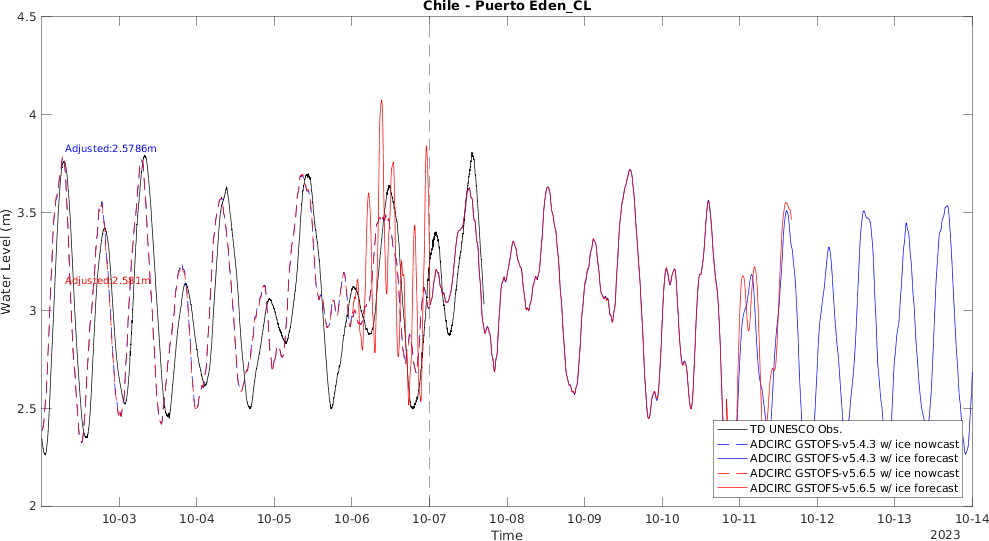 Chile - Puerto Eden_CL
4.5
4
3.5
3
2.5
2
Water Level (m)
Adjusted:2.5786m
Adjusted:2.581m
TD UNESCO Obs.
ADCIRC GSTOFS-v5.4.3 w/ ice nowcast
ADCIRC GSTOFS-v5.4.3 w/ ice forecast
ADCIRC GSTOFS-v5.6.5 w/ ice nowcast
ADCIRC GSTOFS-v5.6.5 w/ ice forecast
10-03 10-04 10-05 10-06 10-07 10-08 10-09 10-10 10-11 10-12 10-13 10-14
Time
2023